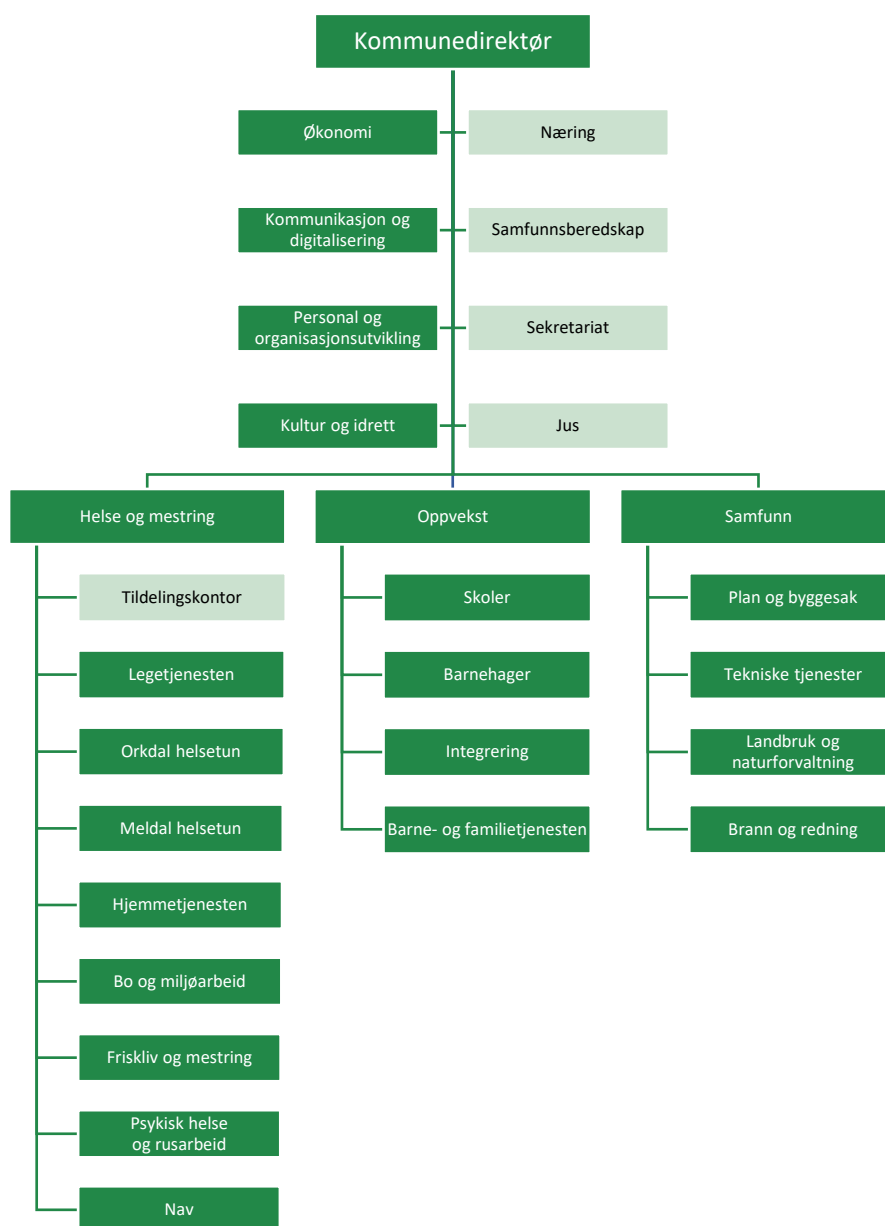 Kommunedirektør
Økonomi
Næring
Kommunikasjon og
digitalisering
Samfunnsberedskap
Personal og
organisasjonsutvikling
Sekretariat
Kultur og idrett
Jus
Helse og mestring
Oppvekst
Samfunn
Tildelingskontor
Legetjenesten
Orkdal helsetun
Meldal helsetun
Hjemmetjenesten
Bo og miljøarbeid
Friskliv og mestring
Psykisk helse
og rusarbeid
Nav
Skoler
Barnehager
Integrering
Barne- og familietjenesten
Plan og byggesak
Tekniske tjenester
Landbruk og
naturforvaltning
Brann og redning